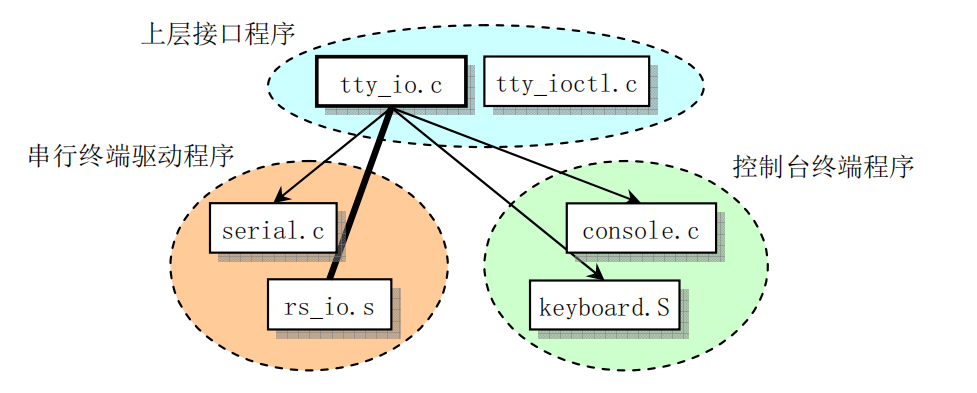 上层接口程序
tty_io.c
tty_ioctl.c
串行终端驱动程序
控制台终端程序
serial.c
console.c
rs_io.s
keyboard.S